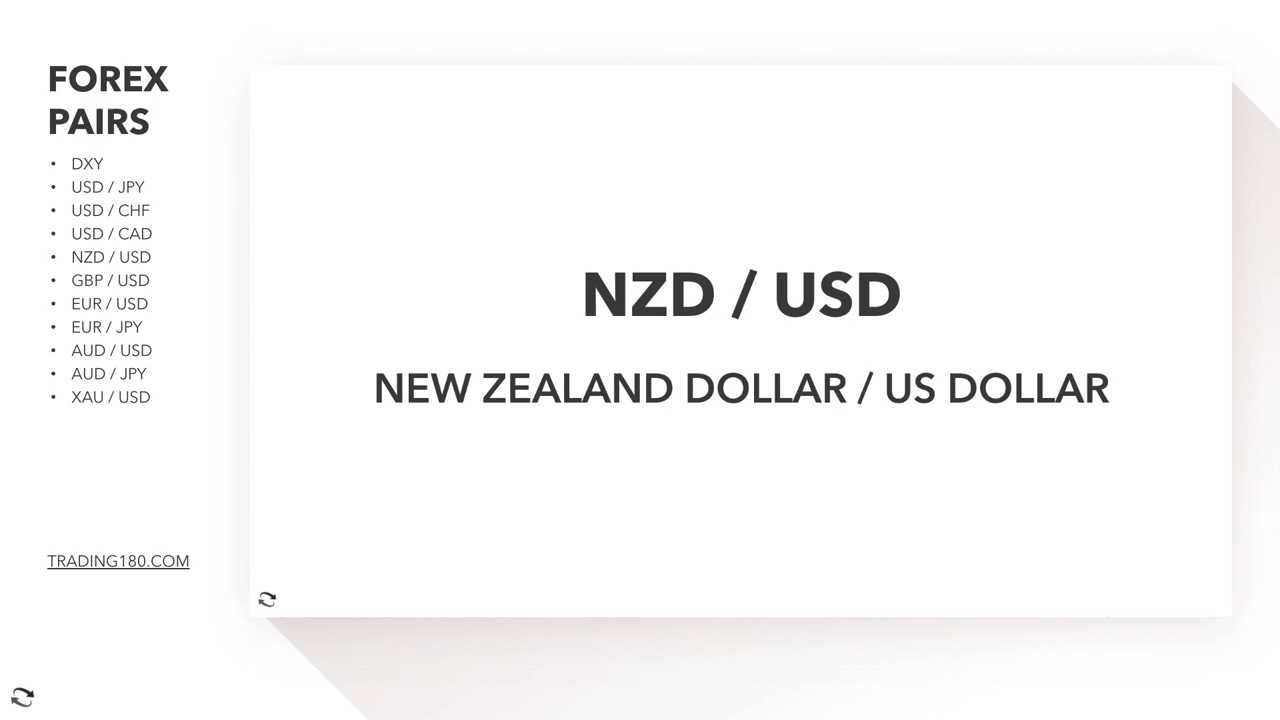 FOREX
PAIRS
• DXY
• USD / JPY
• USD / CHF
• USD / CAD
• NZD / USD
• GBP / USD
• EUR / USD
• EUR / JPY
• AUD / USD
• AUD / JPY
• XAU / USD
TRADING180.COM
NZD / USD
NEW ZEALAND DOLLAR / US DOLLAR